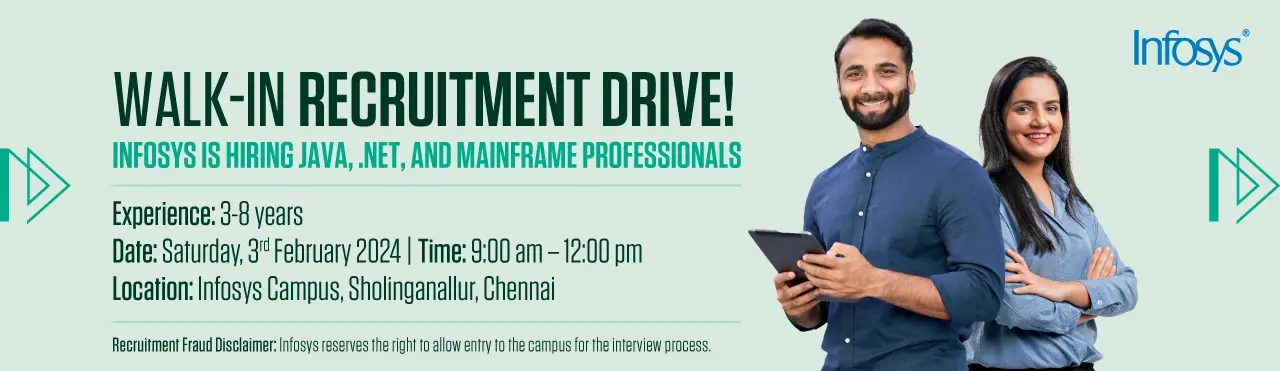 Infosys®
WALK-IN RECRUITMENT DRIVE!
INFOSYS IS HIRING JAVA, .NET, AND MAINFRAME PROFESSIONALS
Experience: 3-8 years
Date: Saturday, 3rd February 2024 | Time: 9:00 am – 12:00 pm
Location: Infosys Campus, Sholinganallur, Chennai
Recruitment Fraud Disclaimer: Infosys reserves the right to allow entry to the campus for the interview process.